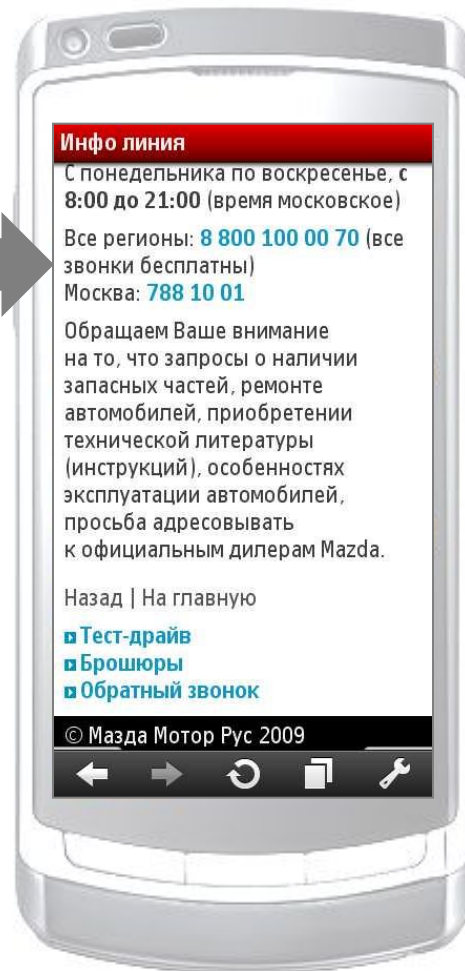 Инфо линия
С понедельника по воскресенье, с
8:00 до 21:00 (время московское)
Все регионы: 8 800 100 00 70 (все
звонки бесплатны)
Москва: 788 10 01
Обращаем Ваше внимание
на то, что запросы о наличии
запасных частей, ремонте
автомобилей, приобретении
технической литературы
(инструкций), особенностях
эксплуатации автомобилей,
просьба адресовывать
к официальным дилерам Mazda.
Назад | На главную
Тест-драйв
Брошюры
Обратный звонок
© Мазда Мотор Рус 2009